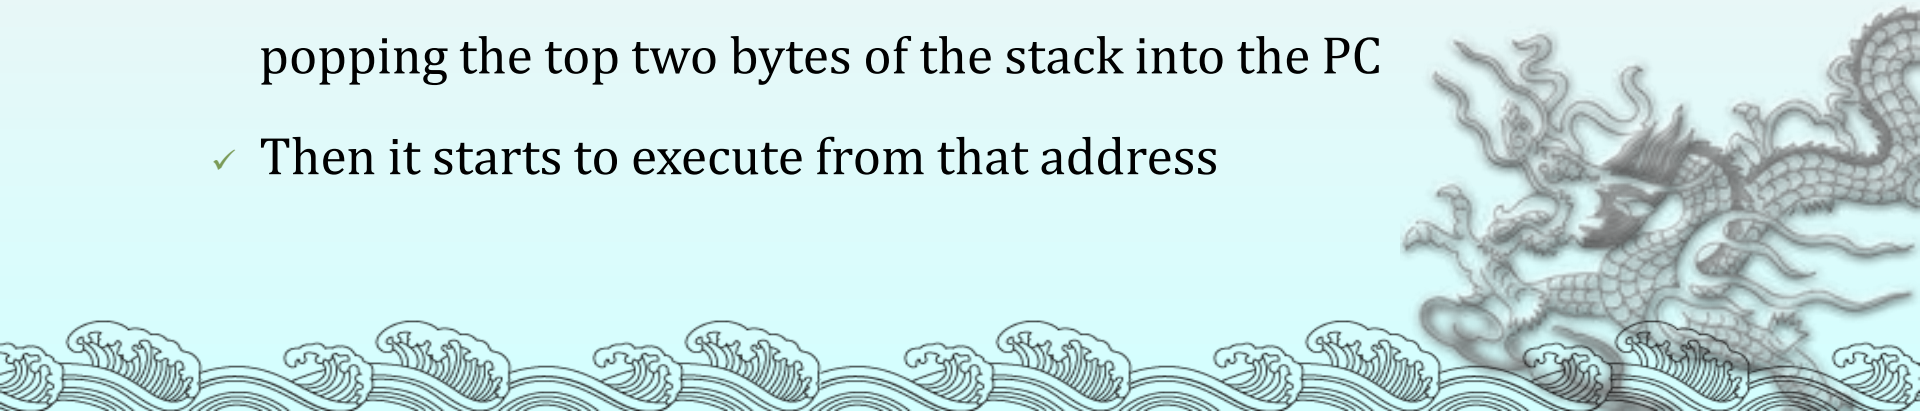 popping the top two bytes of the stack into the PC
✓ Then it starts to execute from that address